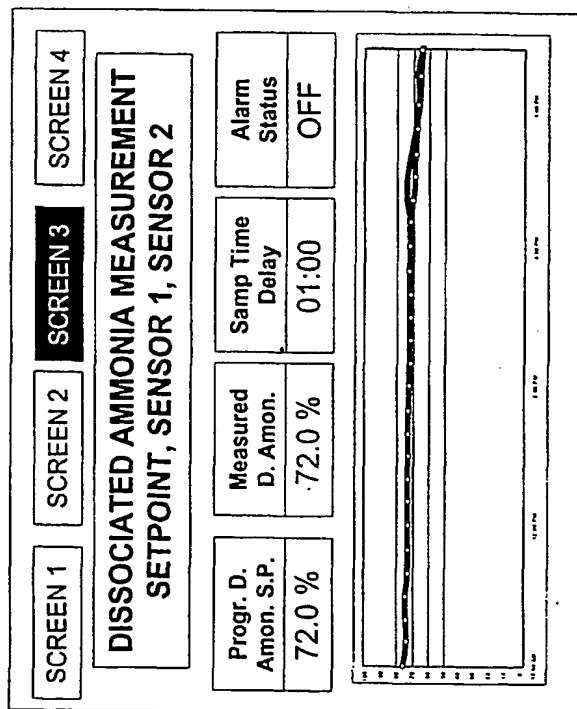 SCREEN 1
SCREEN 2
SCREEN 3
SCREEN 4
DISSOCIATED AMMONIA MEASUREMENT
SETPOINT, SENSOR 1, SENSOR 2
Progr. D.
Amon. S.P.
72.0 %
Measured
D. Amon.
72.0 %
Samp Time
Delay
01:00
Alarm
Status
OFF